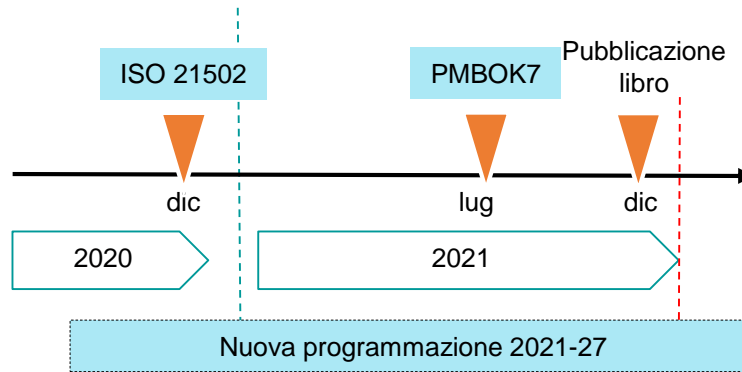 ISO 21502
PMBOK7
Pubblicazione
libro
dic
lug
dic
2020
2021
Nuova programmazione 2021-27